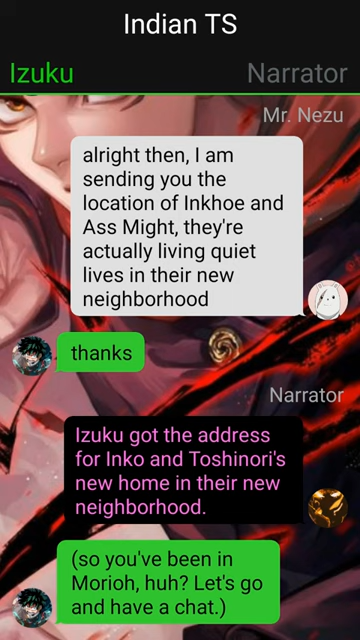 Indian TS
Izuku
Narrator
Mr. Nezu
alright then, I am
sending you the
location of Inkhoe and
Ass Might, they're
actually living quiet
lives in their new
neighborhood
thanks
Narrator
Izuku got the address
for Inko and Toshinori's
new home in their new
neighborhood.
(so you've been in
Morioh, huh? Let's go
and have a chat.)